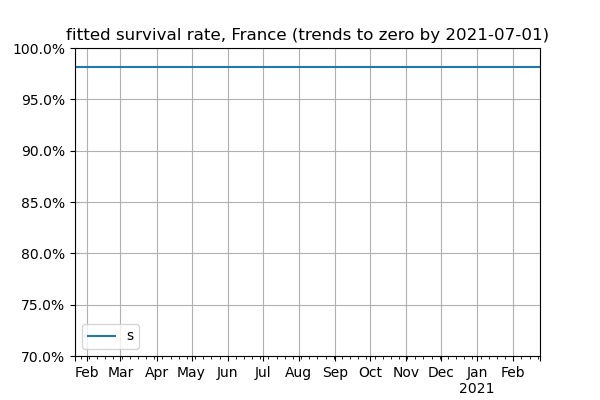 fitted survival rate, France (trends to zero by 2021-07-01)
100.0%
95.0%
90.0%
85.0%
80.0%
75.0%
70.0%
s
Feb Mar Apr May Jun Jul Aug Sep Oct Nov Dec Jan Feb
2021